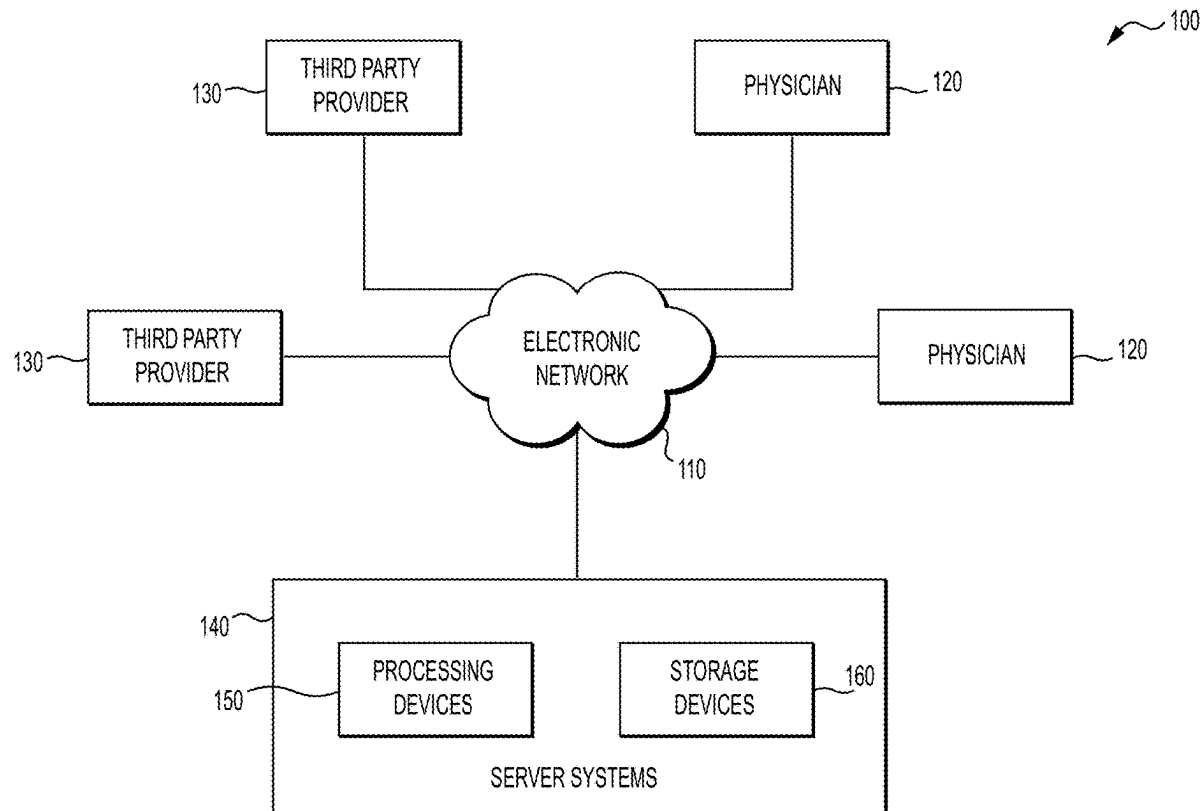 100
THIRD PARTY
PROVIDER
130
PHYSICIAN
120
THIRD PARTY
PROVIDER
130
ELECTRONIC
NETWORK
110
PHYSICIAN
120
140
PROCESSING
DEVICES
150
STORAGE
DEVICES
160
SERVER SYSTEMS